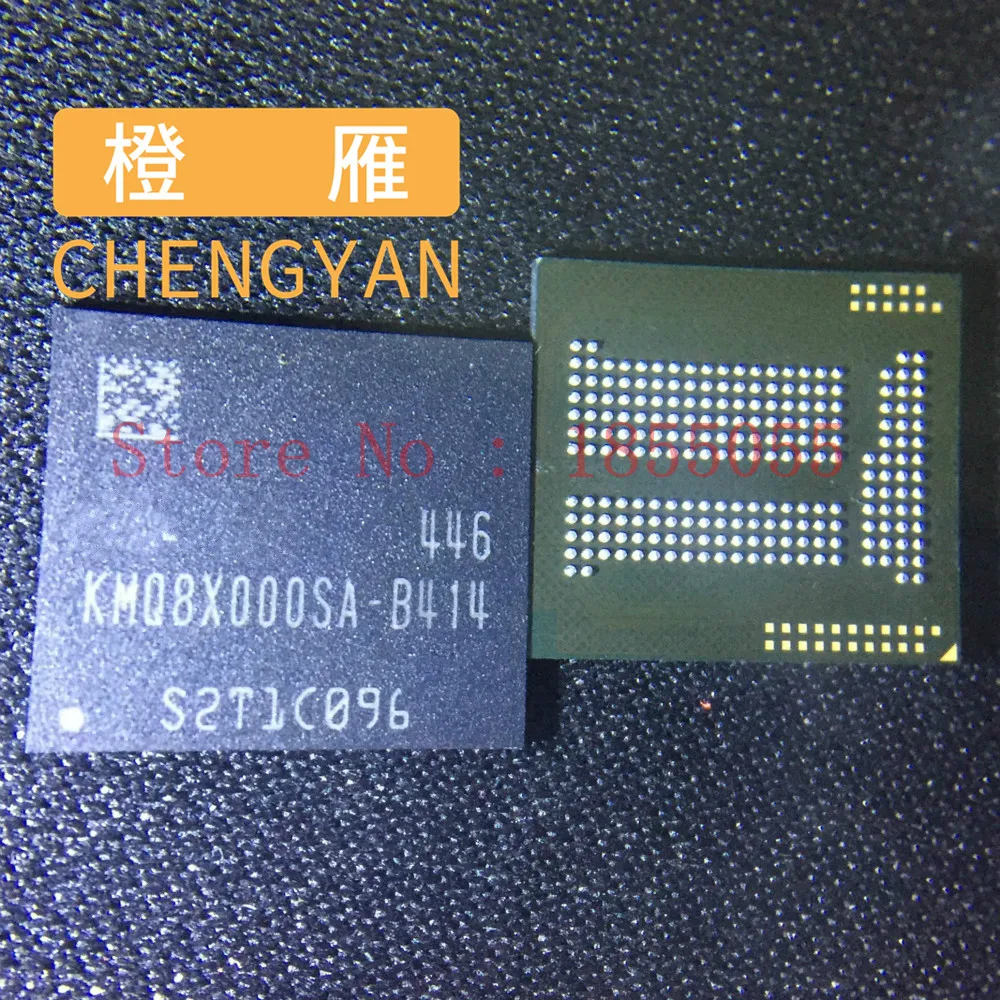 橙 雁
CHENGYAN
Store No : 1855055
446
KMQ8X000SA-B414
S2T1C096